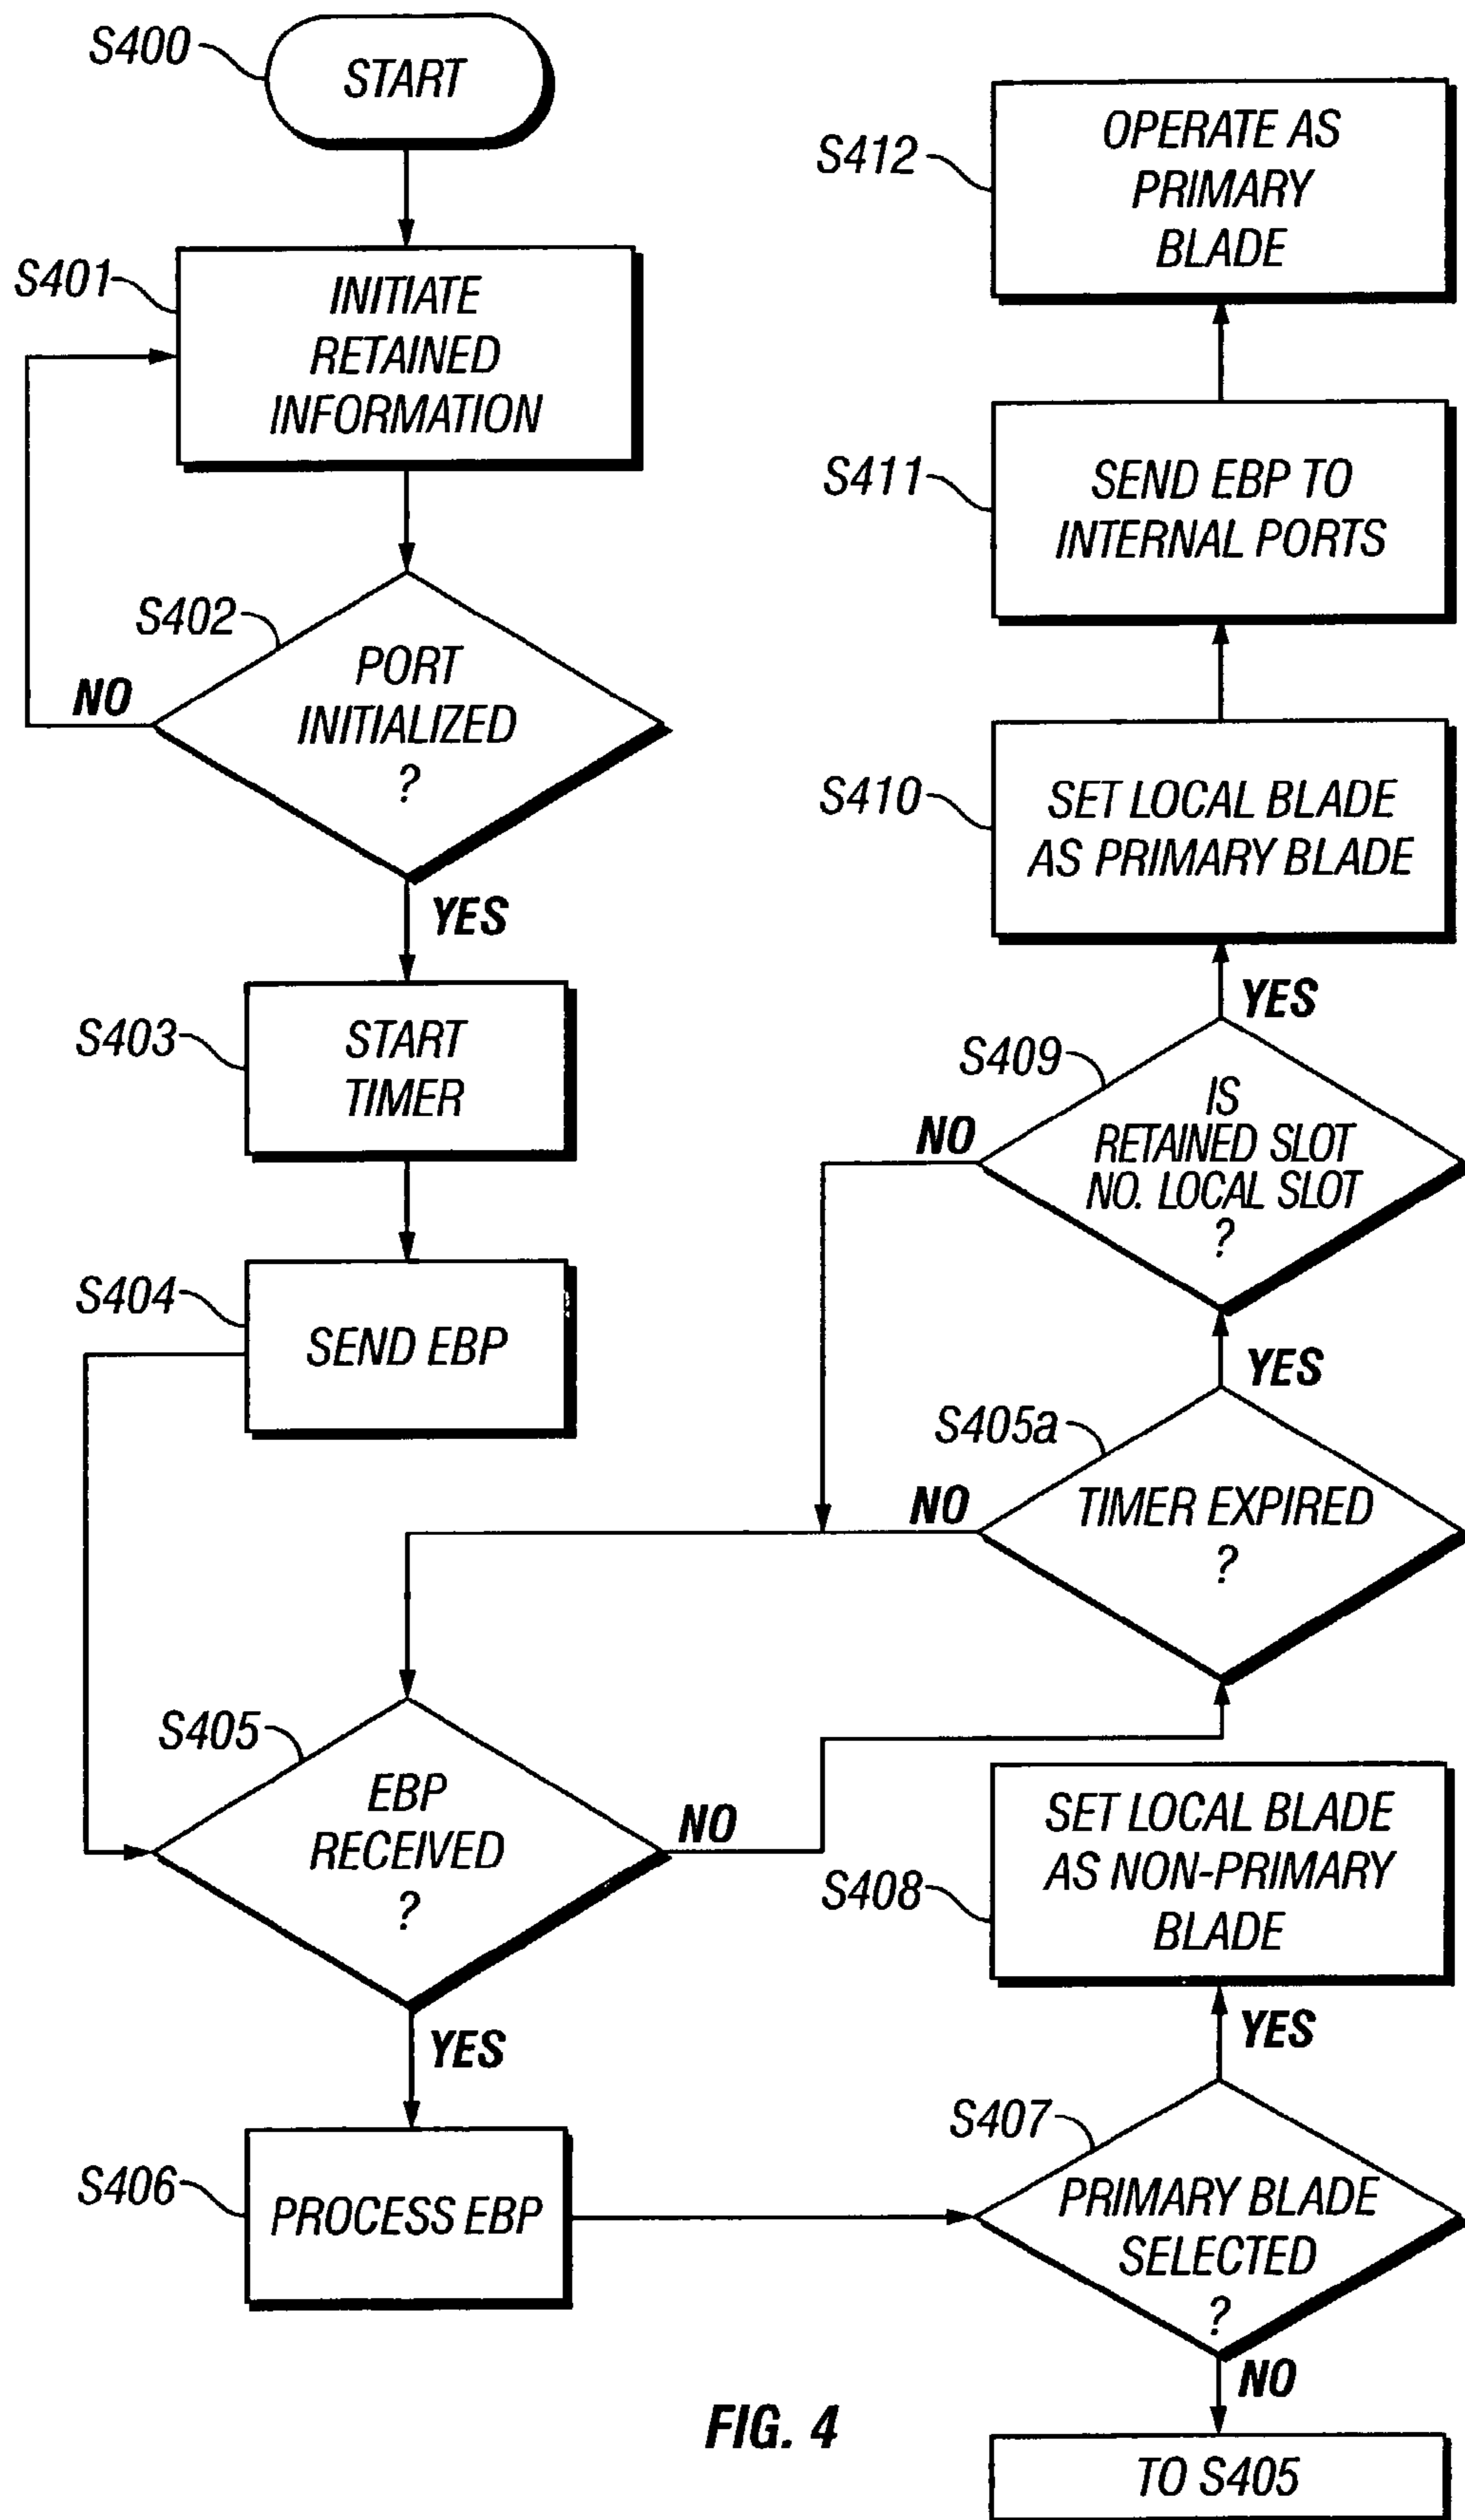 S400
START
S401
INITIATE
RETAINED
INFORMATION
S402
PORT
INITIALIZED
?
NO
YES
S403
START
TIMER
S404
SEND EBP
S405
EBP
RECEIVED
?
NO
YES
S406
PROCESS EBP
S412
OPERATE AS
PRIMARY
BLADE
S411
SEND EBP TO
INTERNAL PORTS
S410
SET LOCAL BLADE
AS PRIMARY BLADE
YES
S409
IS
RETAINED SLOT
NO. LOCAL SLOT
?
NO
YES
S405a
TIMER EXPIRED
?
NO
S408
SET LOCAL BLADE
AS NON-PRIMARY
BLADE
YES
S407
PRIMARY BLADE
SELECTED
?
NO
TO S405
FIG. 4